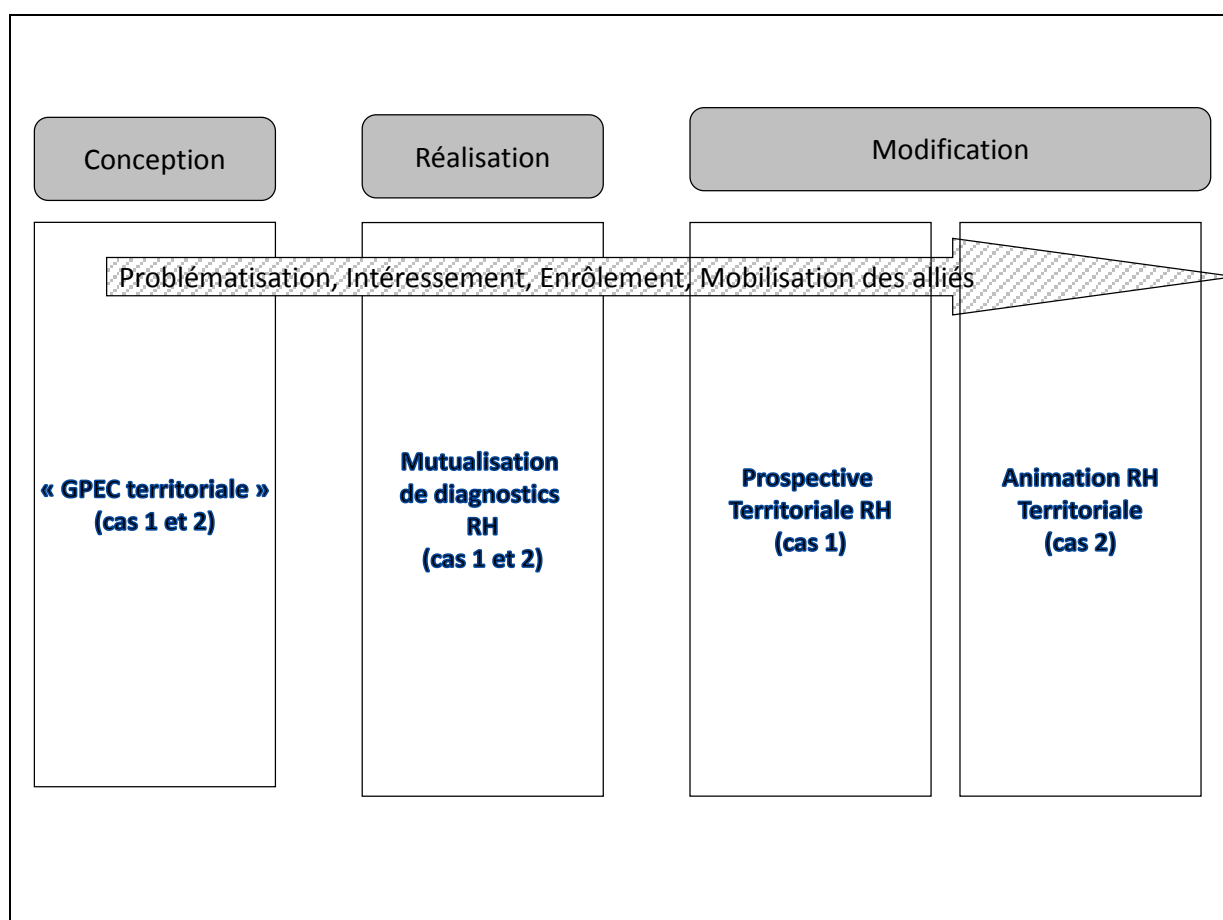 Conception
Réalisation
Modification
Problématisation, Intéressement, Enrôlement, Mobilisation des alliés
« GPEC territoriale »
(cas 1 et 2)
Mutualisation
de diagnostics
RH
(cas 1 et 2)
Prospective
Territoriale RH
(cas 1)
Animation RH
Territoriale
(cas 2)